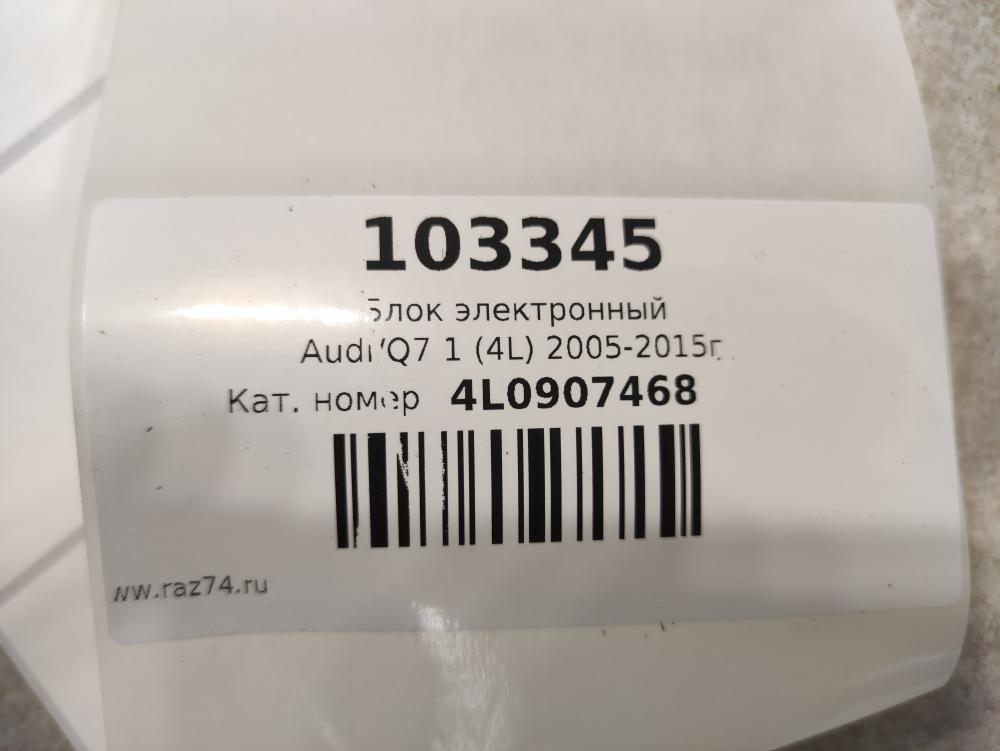 103345
Блок электронный
Audi Q7 1 (4L) 2005-2015г.
Кат. номер 4L0907468
ww.raz74.ru